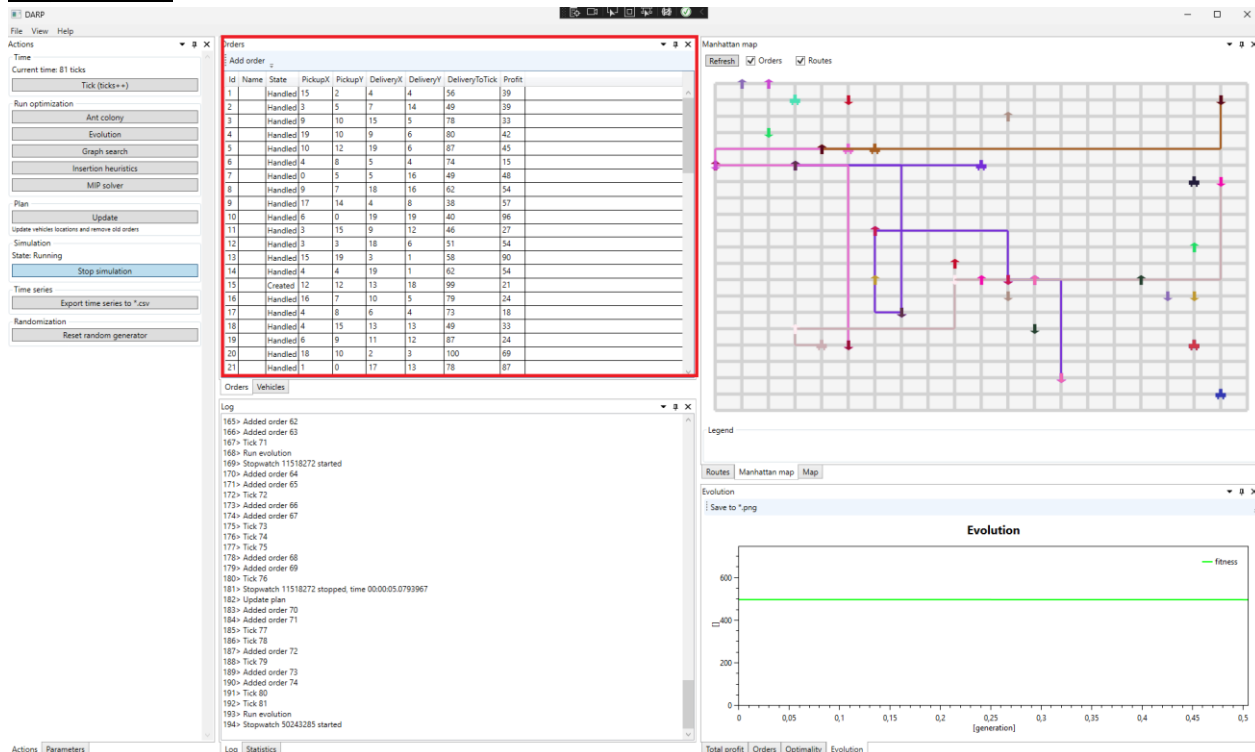 DARP
File View Help
Actions
Time
Current time: 81 ticks
Tick (ticks++)
Run optimization
Ant colony
Evolution
Graph search
Insertion heuristics
MIP solver
Plan
Update
Update vehicles locations and remove old orders
Simulation
State: Running
Stop simulation
Time series
Export time series to *.csv
Randomization
Reset random generator
Actions Parameters
Orders
Add order
Id Name State PickupX PickupY DeliveryX DeliveryY DeliveryToTick Profit
1 Handled 15 2 4 4 56 39
2 Handled 3 5 7 14 49 39
3 Handled 9 10 15 5 78 33
4 Handled 19 10 9 6 80 42
5 Handled 10 12 19 6 87 45
6 Handled 4 8 5 4 74 15
7 Handled 0 5 5 16 49 48
8 Handled 9 7 18 16 62 54
9 Handled 17 14 4 8 38 57
10 Handled 6 0 19 19 40 96
11 Handled 3 15 9 12 46 27
12 Handled 3 3 18 6 51 54
13 Handled 15 19 3 1 58 90
14 Handled 4 4 19 1 62 54
15 Created 12 12 13 18 99 21
16 Handled 16 7 10 5 79 24
17 Handled 4 8 6 4 73 18
18 Handled 4 15 13 13 49 33
19 Handled 6 9 11 12 87 24
20 Handled 18 10 2 3 100 69
21 Handled 1 0 17 13 78 87
Orders Vehicles
Log
165> Added order 62
166> Added order 63
167> Tick 71
168> Run evolution
169> Stopwatch 11518272 started
170> Added order 64
171> Added order 65
172> Tick 72
173> Added order 66
174> Added order 67
175> Tick 73
176> Tick 74
177> Tick 75
178> Added order 68
179> Added order 69
180> Tick 76
181> Stopwatch 11518272 stopped, time 00:00:05.0793967
182> Update plan
183> Added order 70
184> Added order 71
185> Tick 77
186> Tick 78
187> Added order 72
188> Tick 79
189> Added order 73
190> Added order 74
191> Tick 80
192> Tick 81
193> Run evolution
194> Stopwatch 50243285 started
Log Statistics
Manhattan map
Refresh Orders Routes
Legend
Routes Manhattan map Map
Evolution
Save to *.png
Evolution
fitness
600
400
200
0
[]
0 0,05 0,1 0,15 0,2 0,25 0,3 0,35 0,4 0,45 0,5
[generation]
Total profit Orders Optimality Evolution